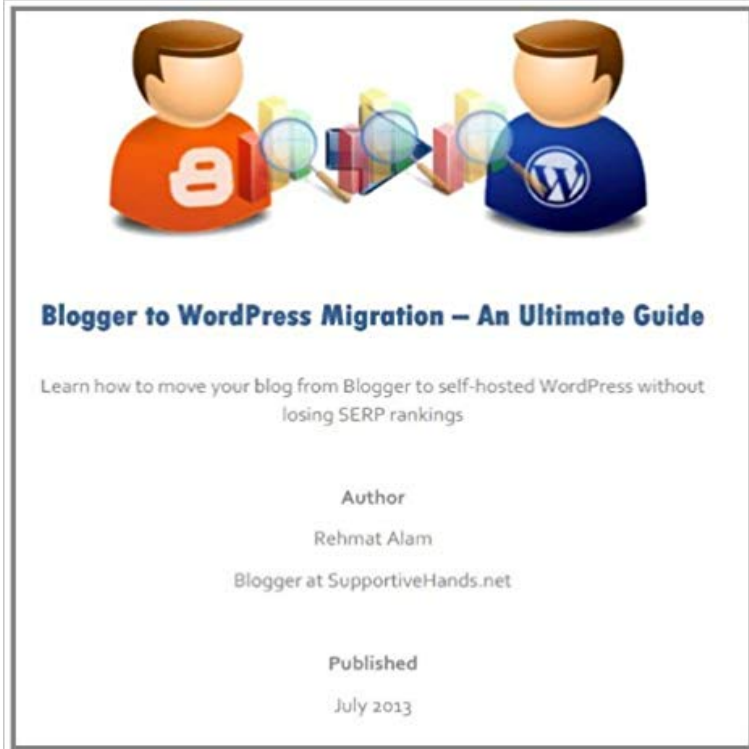 Blogger to WordPress Migration – An Ultimate Guide
Learn how to move your blog from Blogger to self-hosted WordPress without
losing SERP rankings
Author
Rehmat Alam
Blogger at SupportiveHands.net
Published
July 2013